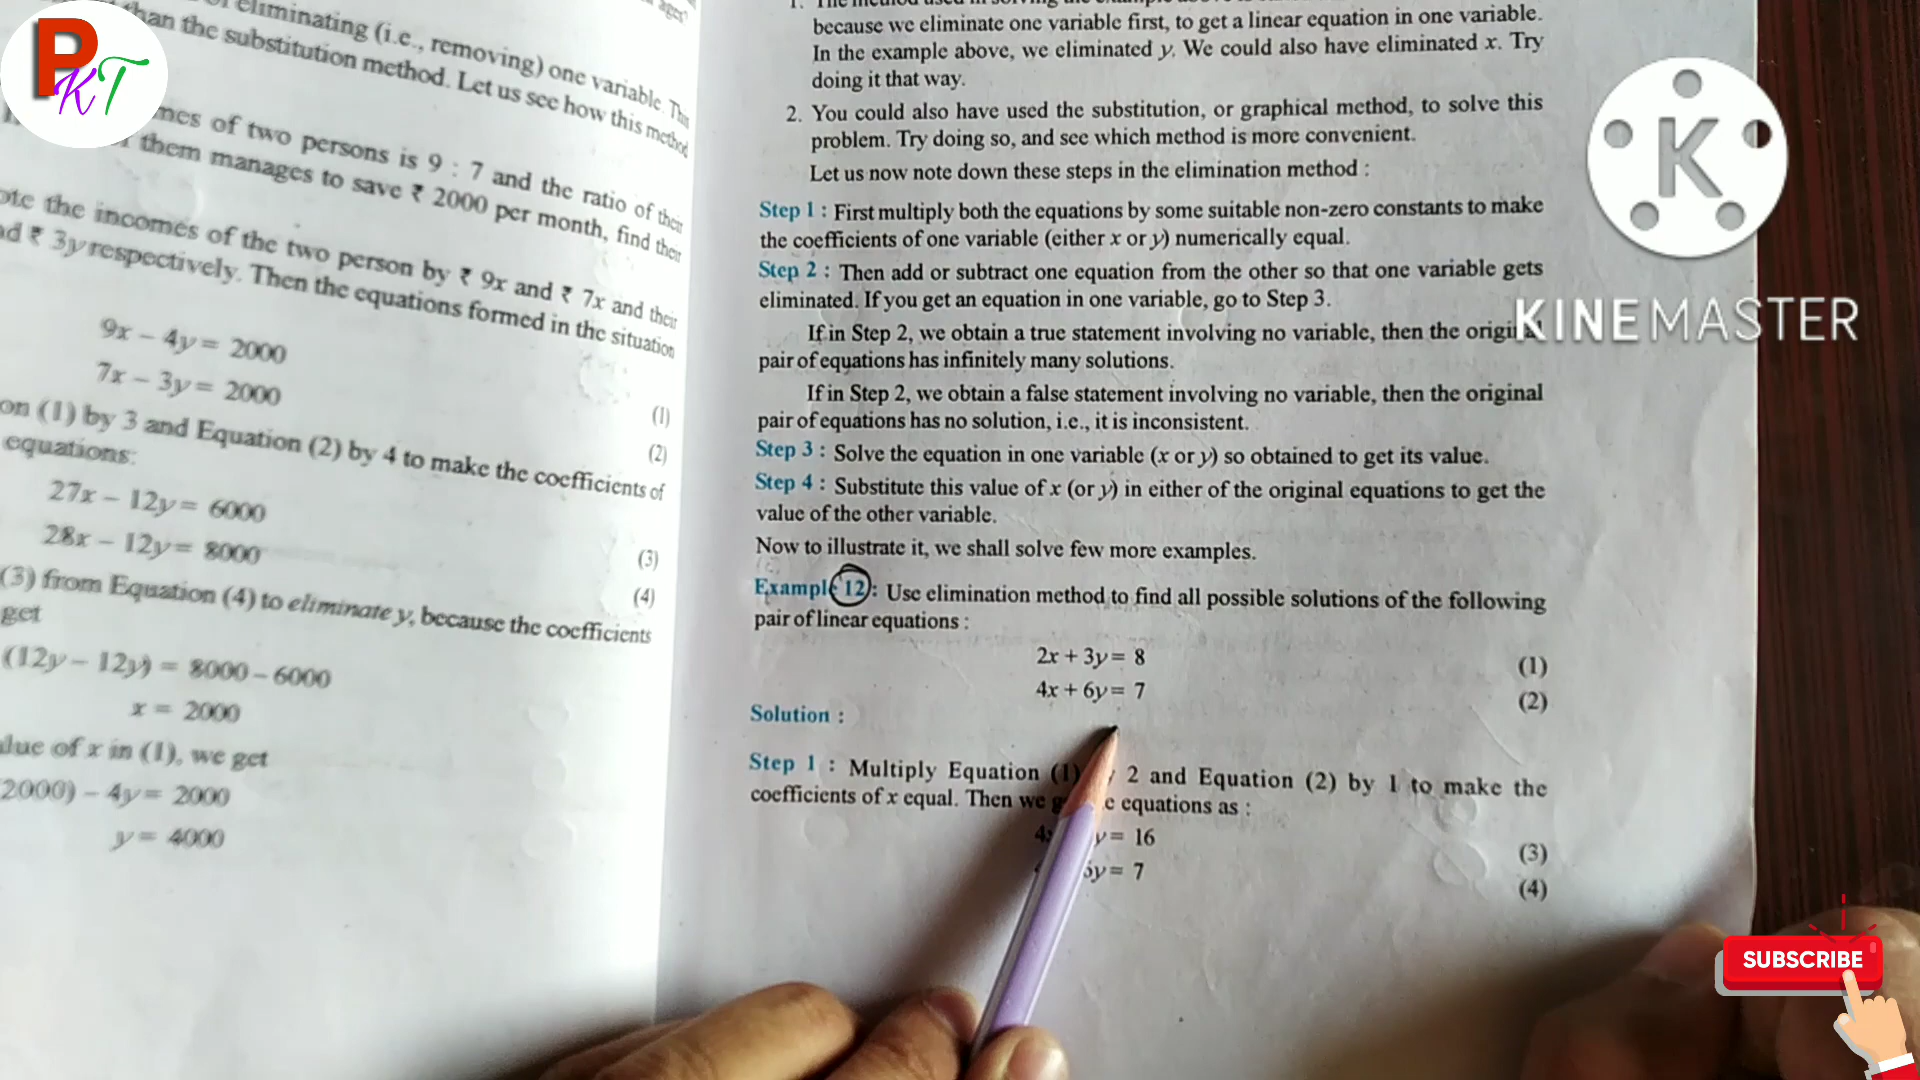 PKT
eliminating (i.e., removing) one variable. This
than the substitution method. Let us see how this method
mes of two persons is 9 : 7 and the ratio of their
them manages to save ₹ 2000 per month, find their
ote the incomes of the two person by ₹ 9x and ₹ 7x and their
nd ₹ 3y respectively. Then the equations formed in the situation
9x – 4y = 2000
(1)
7x – 3y = 2000
(2)
on (1) by 3 and Equation (2) by 4 to make the coefficients of
equations:
27x – 12y = 6000
(3)
28x – 12y = 8000
(4)
(3) from Equation (4) to eliminate y, because the coefficients
get
(12y – 12y) = 8000 – 6000
x = 2000
alue of x in (1), we get
2000) – 4y = 2000
y = 4000
because we eliminate one variable first, to get a linear equation in one variable.
In the example above, we eliminated y. We could also have eliminated x. Try
doing it that way.
2. You could also have used the substitution, or graphical method, to solve this
problem. Try doing so, and see which method is more convenient.
Let us now note down these steps in the elimination method :
Step 1 : First multiply both the equations by some suitable non-zero constants to make
the coefficients of one variable (either x or y) numerically equal.
Step 2 : Then add or subtract one equation from the other so that one variable gets
eliminated. If you get an equation in one variable, go to Step 3.
If in Step 2, we obtain a true statement involving no variable, then the original
pair of equations has infinitely many solutions.
If in Step 2, we obtain a false statement involving no variable, then the original
pair of equations has no solution, i.e., it is inconsistent.
Step 3 : Solve the equation in one variable (x or y) so obtained to get its value.
Step 4 : Substitute this value of x (or y) in either of the original equations to get the
value of the other variable.
Now to illustrate it, we shall solve few more examples.
Example 12 : Use elimination method to find all possible solutions of the following
pair of linear equations :
2x + 3y = 8 (1)
4x + 6y = 7 (2)
Solution :
Step 1 : Multiply Equation (1) 2 and Equation (2) by 1 to make the
coefficients of x equal. Then we equations as :
y = 16 (3)
6y = 7 (4)
K
KINEMASTER
SUBSCRIBE